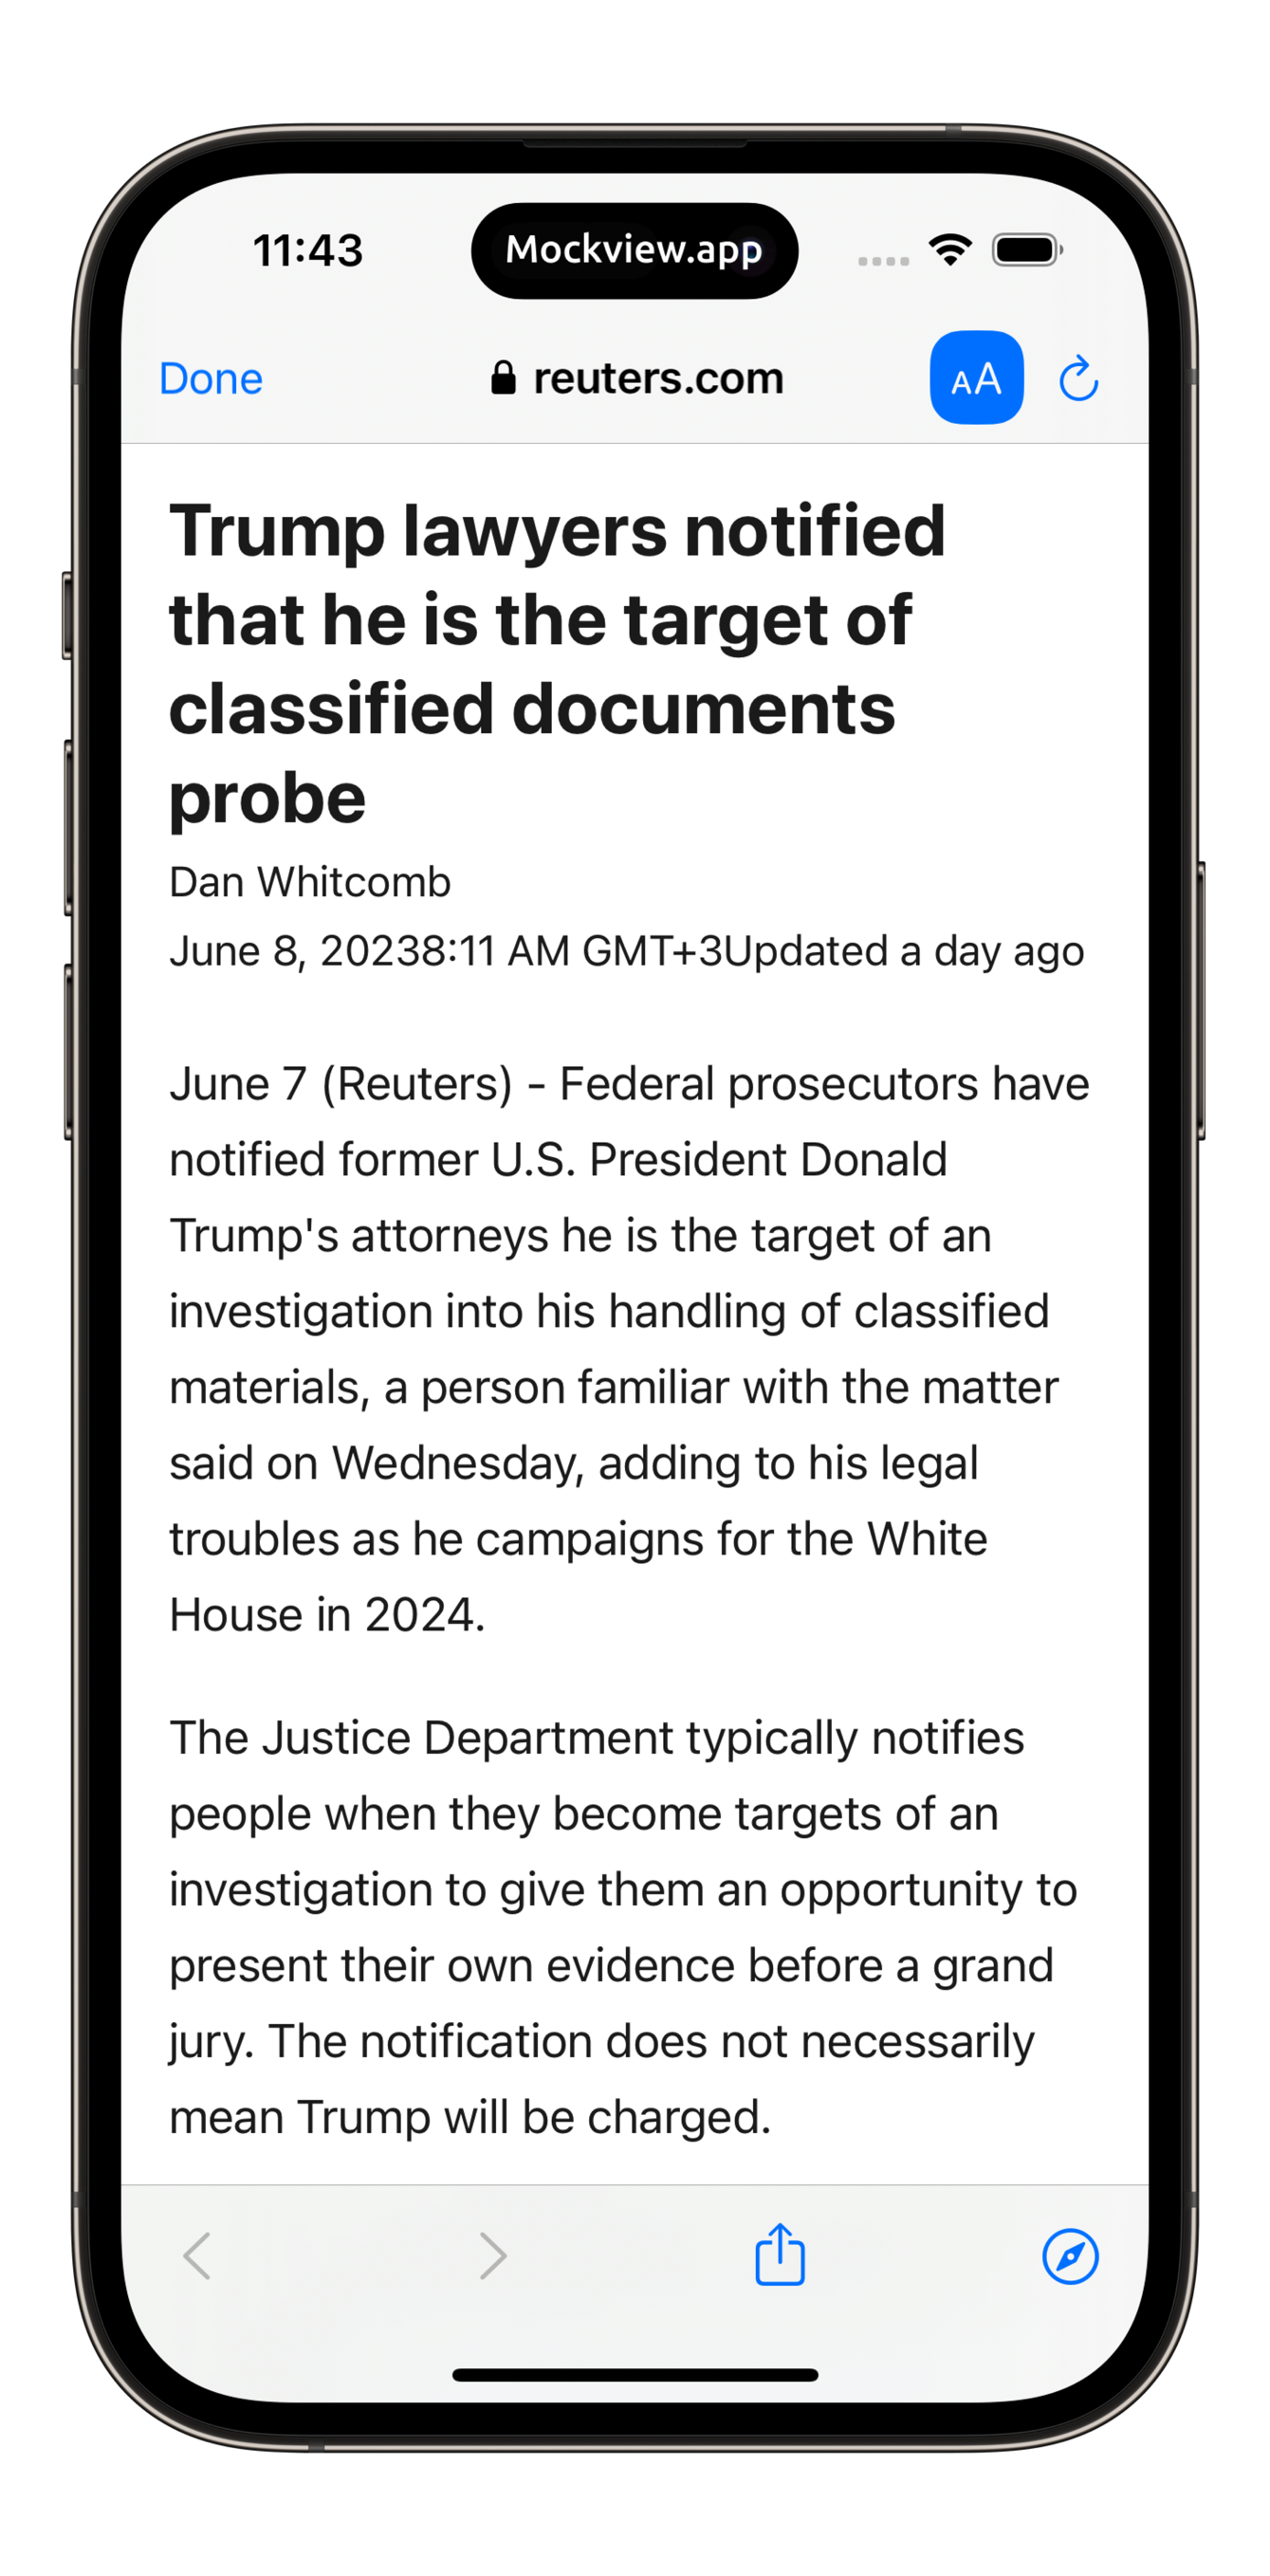 11:43
Mockview.app
Done
reuters.com
AA
Trump lawyers notified
that he is the target of
classified documents
probe
Dan Whitcomb
June 8, 20238:11 AM GMT+3Updated a day ago
June 7 (Reuters) - Federal prosecutors have
notified former U.S. President Donald
Trump's attorneys he is the target of an
investigation into his handling of classified
materials, a person familiar with the matter
said on Wednesday, adding to his legal
troubles as he campaigns for the White
House in 2024.
The Justice Department typically notifies
people when they become targets of an
investigation to give them an opportunity to
present their own evidence before a grand
jury. The notification does not necessarily
mean Trump will be charged.